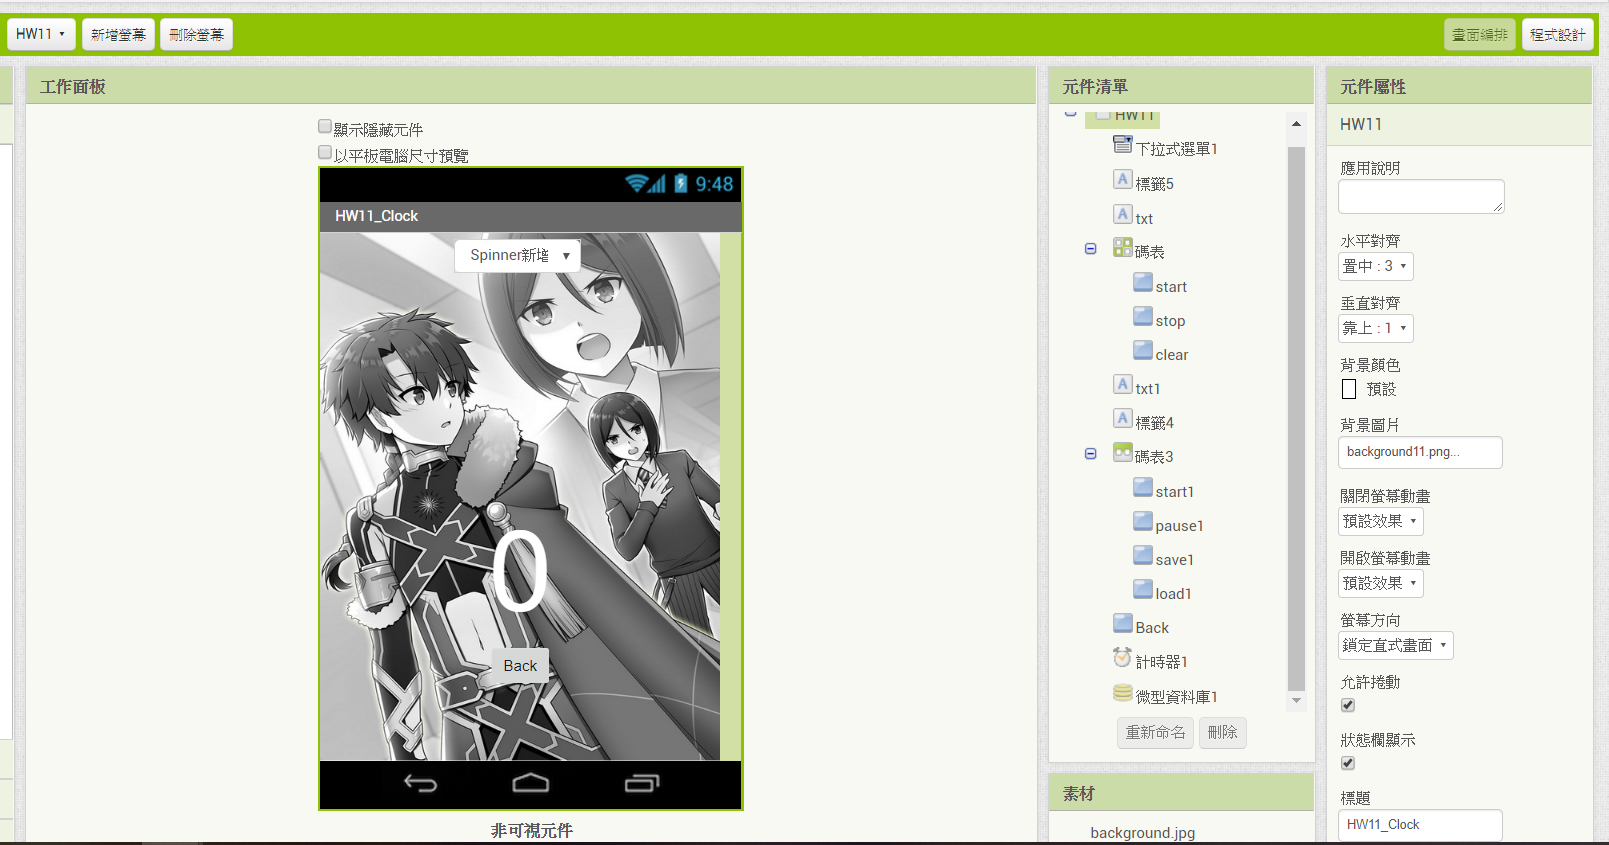 HW11 ▾ 新增螢幕 刪除螢幕 畫面編排 程式設計
工作面板
顯示隱藏元件
以平板電腦尺寸預覽
9:48
HW11_Clock
Spinner新增 ▼
0
Back
非可視元件
元件清單
HW11
下拉式選單1
標籤5
txt
碼表
start
stop
clear
txt1
標籤4
碼表3
start1
pause1
save1
load1
Back
計時器1
微型資料庫1
重新命名 刪除
素材
background.jpg
元件屬性
HW11
應用說明
水平對齊
置中 : 3 ▾
垂直對齊
靠上 : 1 ▾
背景顏色
預設
背景圖片
background11.png...
關閉螢幕動畫
預設效果 ▾
開啟螢幕動畫
預設效果 ▾
螢幕方向
鎖定直式畫面 ▾
允許捲動
狀態欄顯示
標題
HW11_Clock